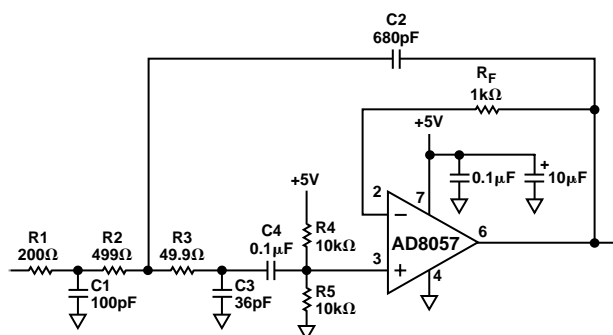 C2
680pF
RF
1kΩ
+5V
+
0.1µF
10µF
+5V
7
2
–
R1
200Ω
R2
499Ω
R3
49.9Ω
C4
0.1µF
R4
10kΩ
AD8057
6
3
+
4
C1
100pF
C3
36pF
R5
10kΩ